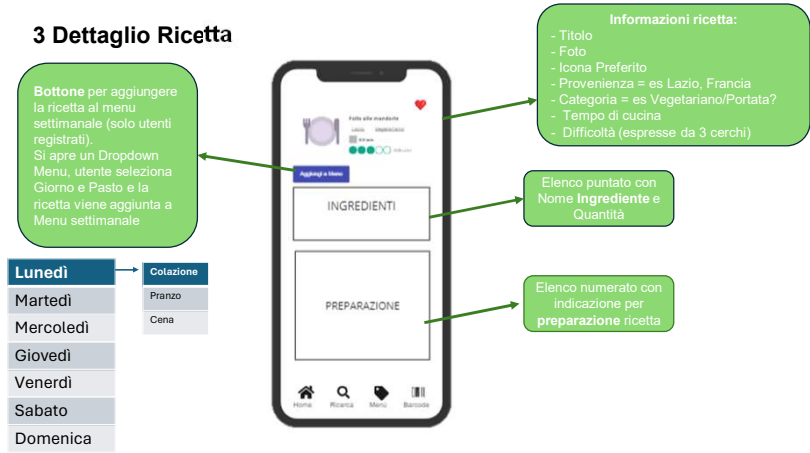 3 Dettaglio Ricetta
Bottone per aggiungere
la ricetta al menu
settimanale (solo utenti
registrati).
Si apre un Dropdown
Menu, utente seleziona
Giorno e Pasto e la
ricetta viene aggiunta a
Menu settimanale
Informazioni ricetta:
- Titolo
- Foto
- Icona Preferito
- Provenienza = es Lazio, Francia
- Categoria = es Vegetariano/Portata?
- Tempo di cucina
- Difficoltà (espresse da 3 cerchi)
Pollo alle mandorle
Aggiungi a Menu
INGREDIENTI
PREPARAZIONE
Home
Ricerca
Menu
Barcode
Elenco puntato con
Nome Ingrediente e
Quantità
Elenco numerato con
indicazione per
preparazione ricetta
Lunedì
Martedì
Mercoledì
Giovedì
Venerdì
Sabato
Domenica
Colazione
Pranzo
Cena